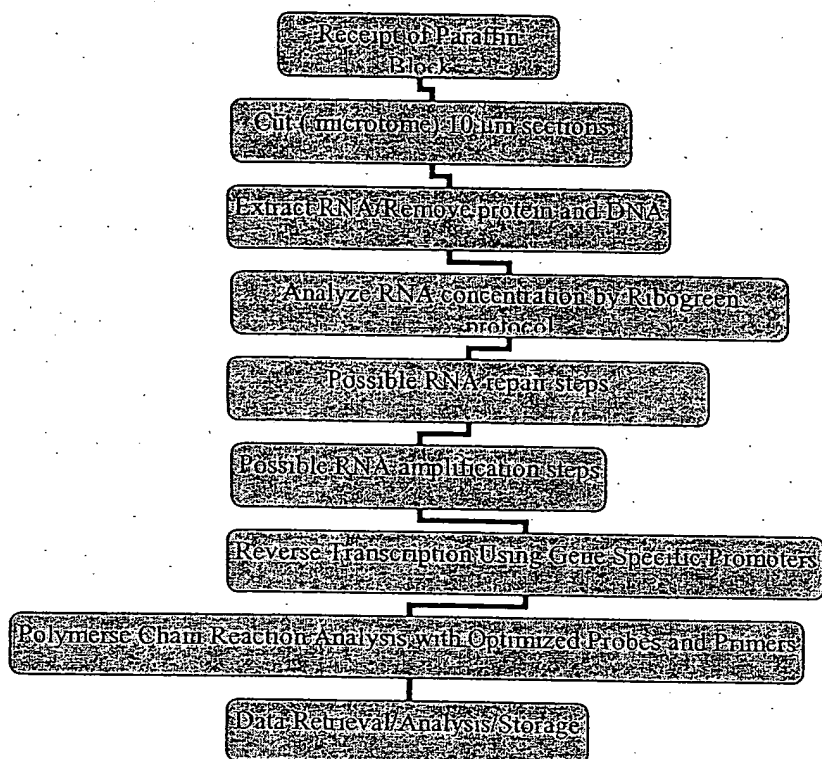 Receipt of Paraffin
Block
Cut (microtome) 10 μm sections
Extract RNA/Remove protein and DNA
Analyze RNA concentration by Ribogreen
protocol
Possible RNA repair steps
Possible RNA amplification steps
Reverse Transcription Using Gene Specific Promoters
Polymerse Chain Reaction Analysis with Optimized Probes and Primers
Data Retrieval/Analysis/Storage